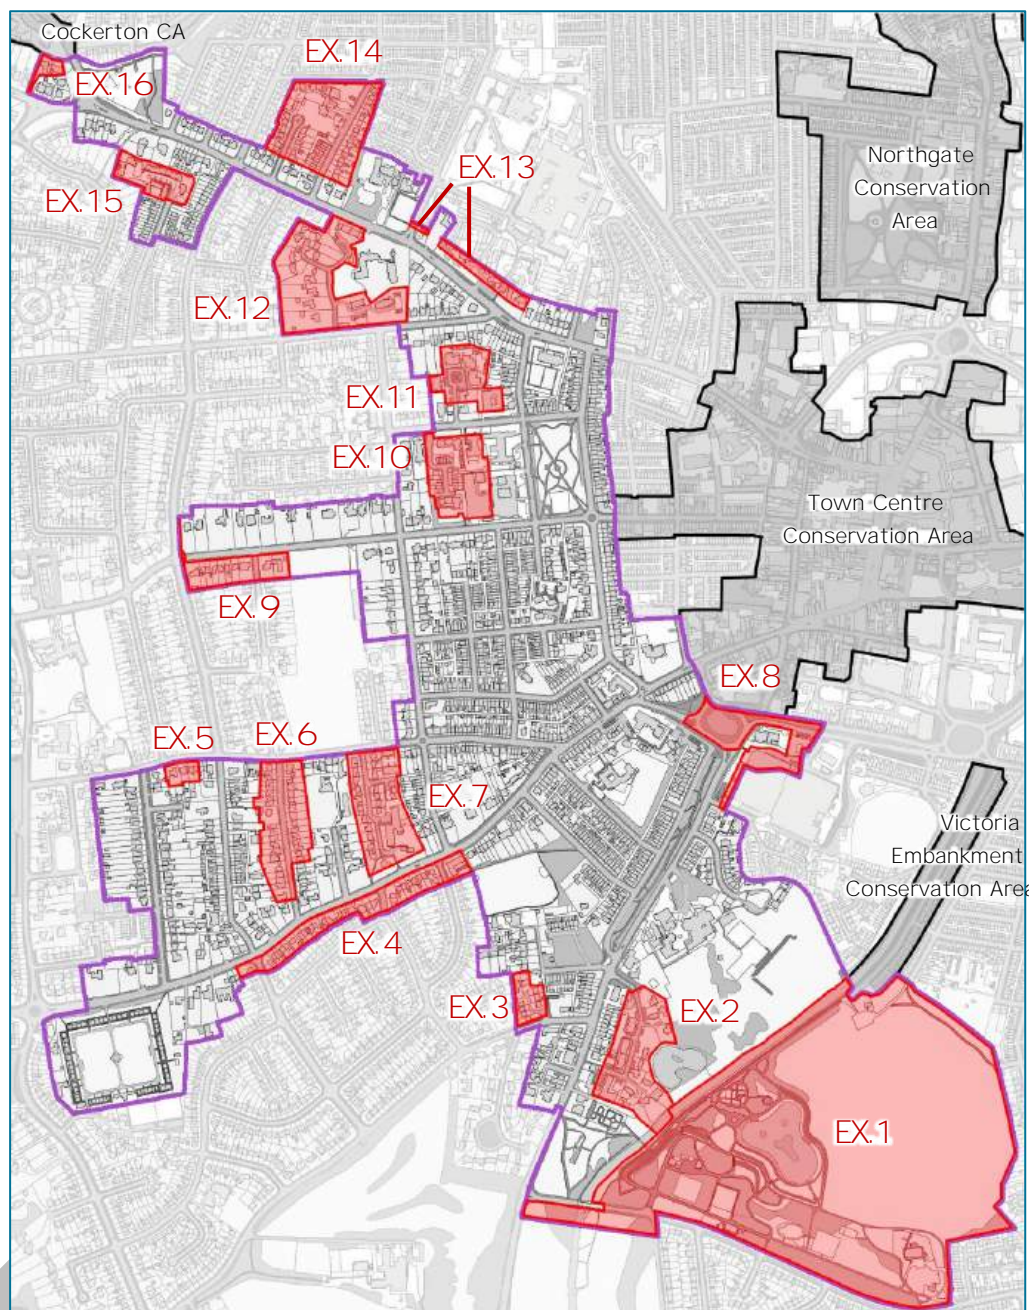 Cockerton CA
EX.14
EX.16
EX.13
Northgate
Conservation
Area
EX.15
EX.12
EX.11
EX.10
Town Centre
Conservation Area
EX.9
EX.8
EX.5
EX.6
EX.7
Victoria
Embankment
Conservation Area
EX.4
EX.3
EX.2
EX.1